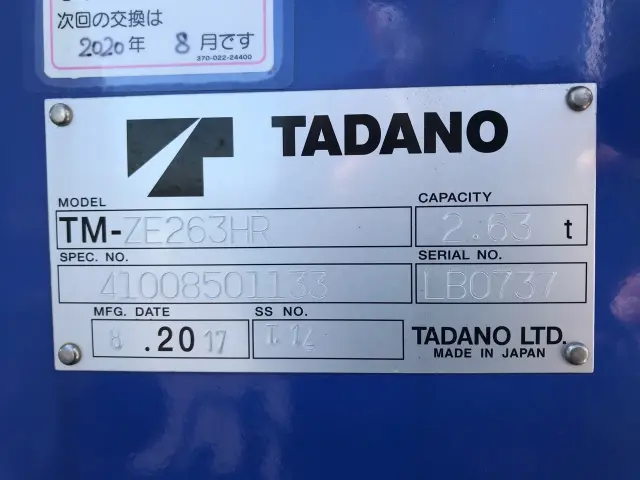 次回の交換は
2020年 8月です
370-022-24400
TADANO
MODEL
TM-ZE263HR
CAPACITY
2.63 t
SPEC. NO.
41008501133
SERIAL NO.
LB0737
MFG. DATE
8 .2017
SS NO.
TADANO LTD.
MADE IN JAPAN